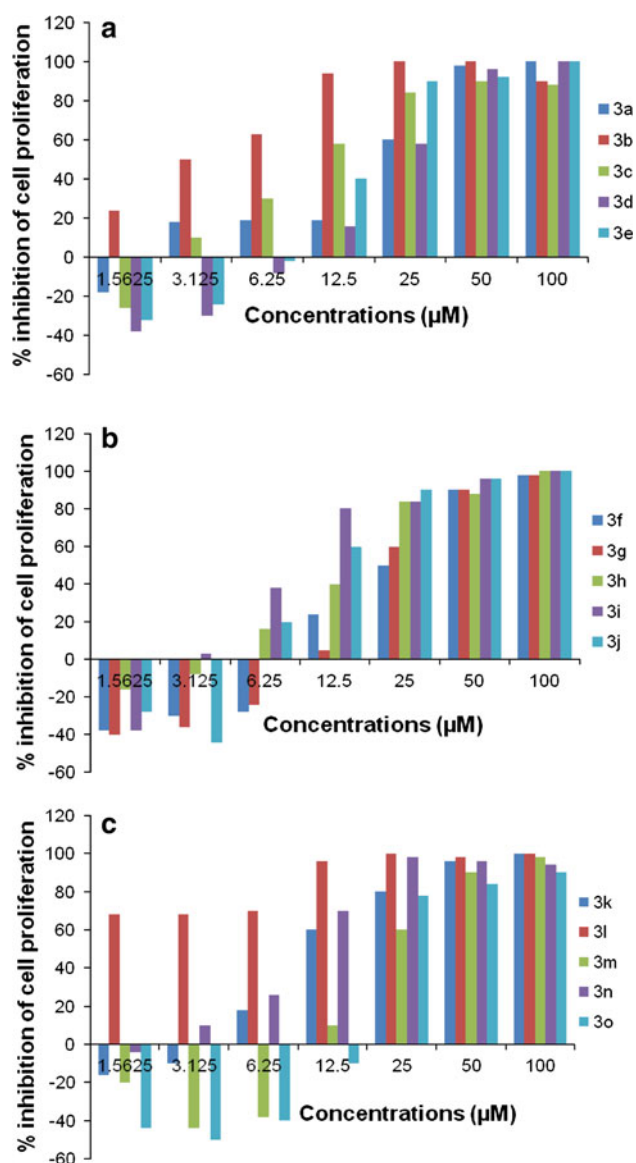 a
% inhibition of cell proliferation
120
100
80
60
40
20
0
-20
-40
-60
1.5625 3.125 6.25 12.5 25 50 100
Concentrations (µM)
3a
3b
3c
3d
3e
b
% inhibition of cell proliferation
120
100
80
60
40
20
0
-20
-40
-60
1.5625 3.125 6.25 12.5 25 50 100
Concentrations (µM)
3f
3g
3h
3i
3j
c
% inhibition of cell proliferation
120
100
80
60
40
20
0
-20
-40
-60
1.5625 3.125 6.25 12.5 25 50 100
Concentrations (µM)
3k
3l
3m
3n
3o